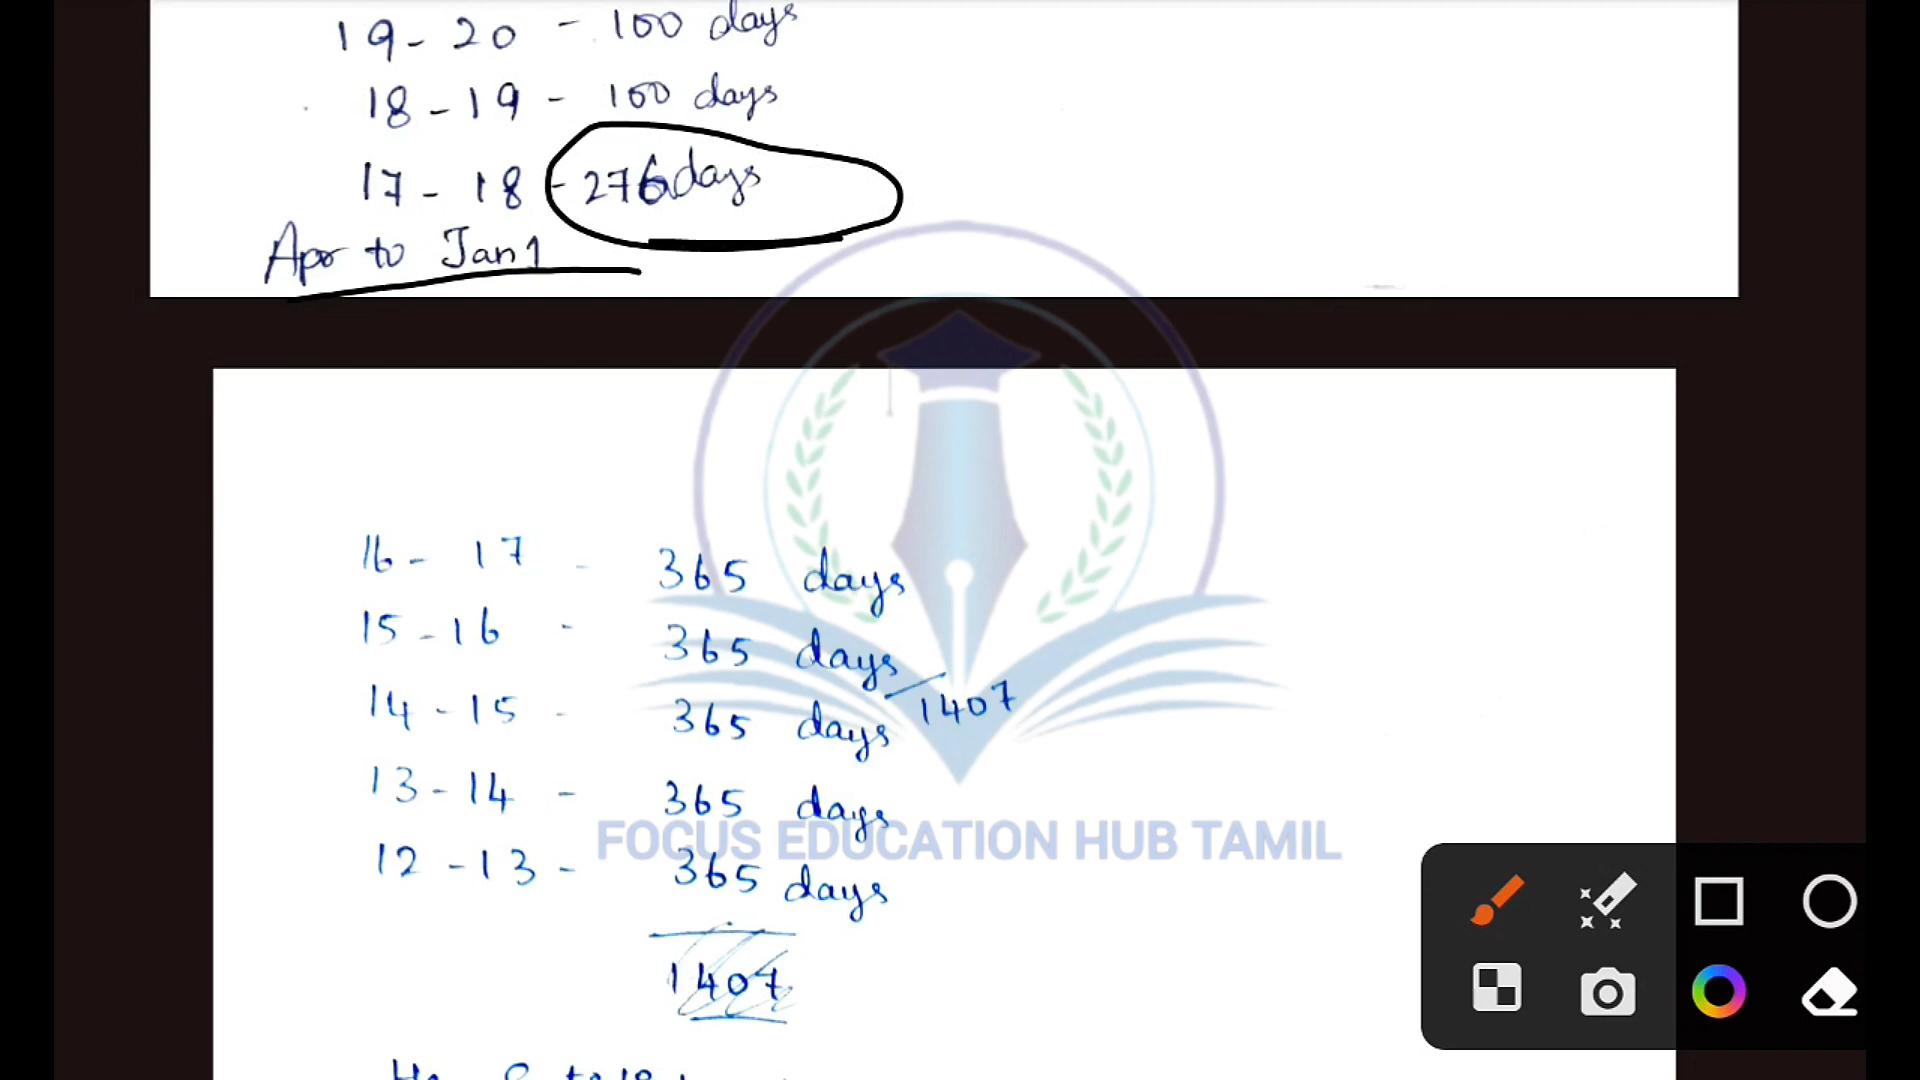 19 - 20 - 100 days
18 - 19 - 100 days
17 - 18 - 276 days
Apr to Jan 1
16 - 17 - 365 days
15 - 16 - 365 days
14 - 15 - 365 days 1407
13 - 14 - 365 days
FOCUS EDUCATION HUB TAMIL
12 - 13 - 365 days
1407